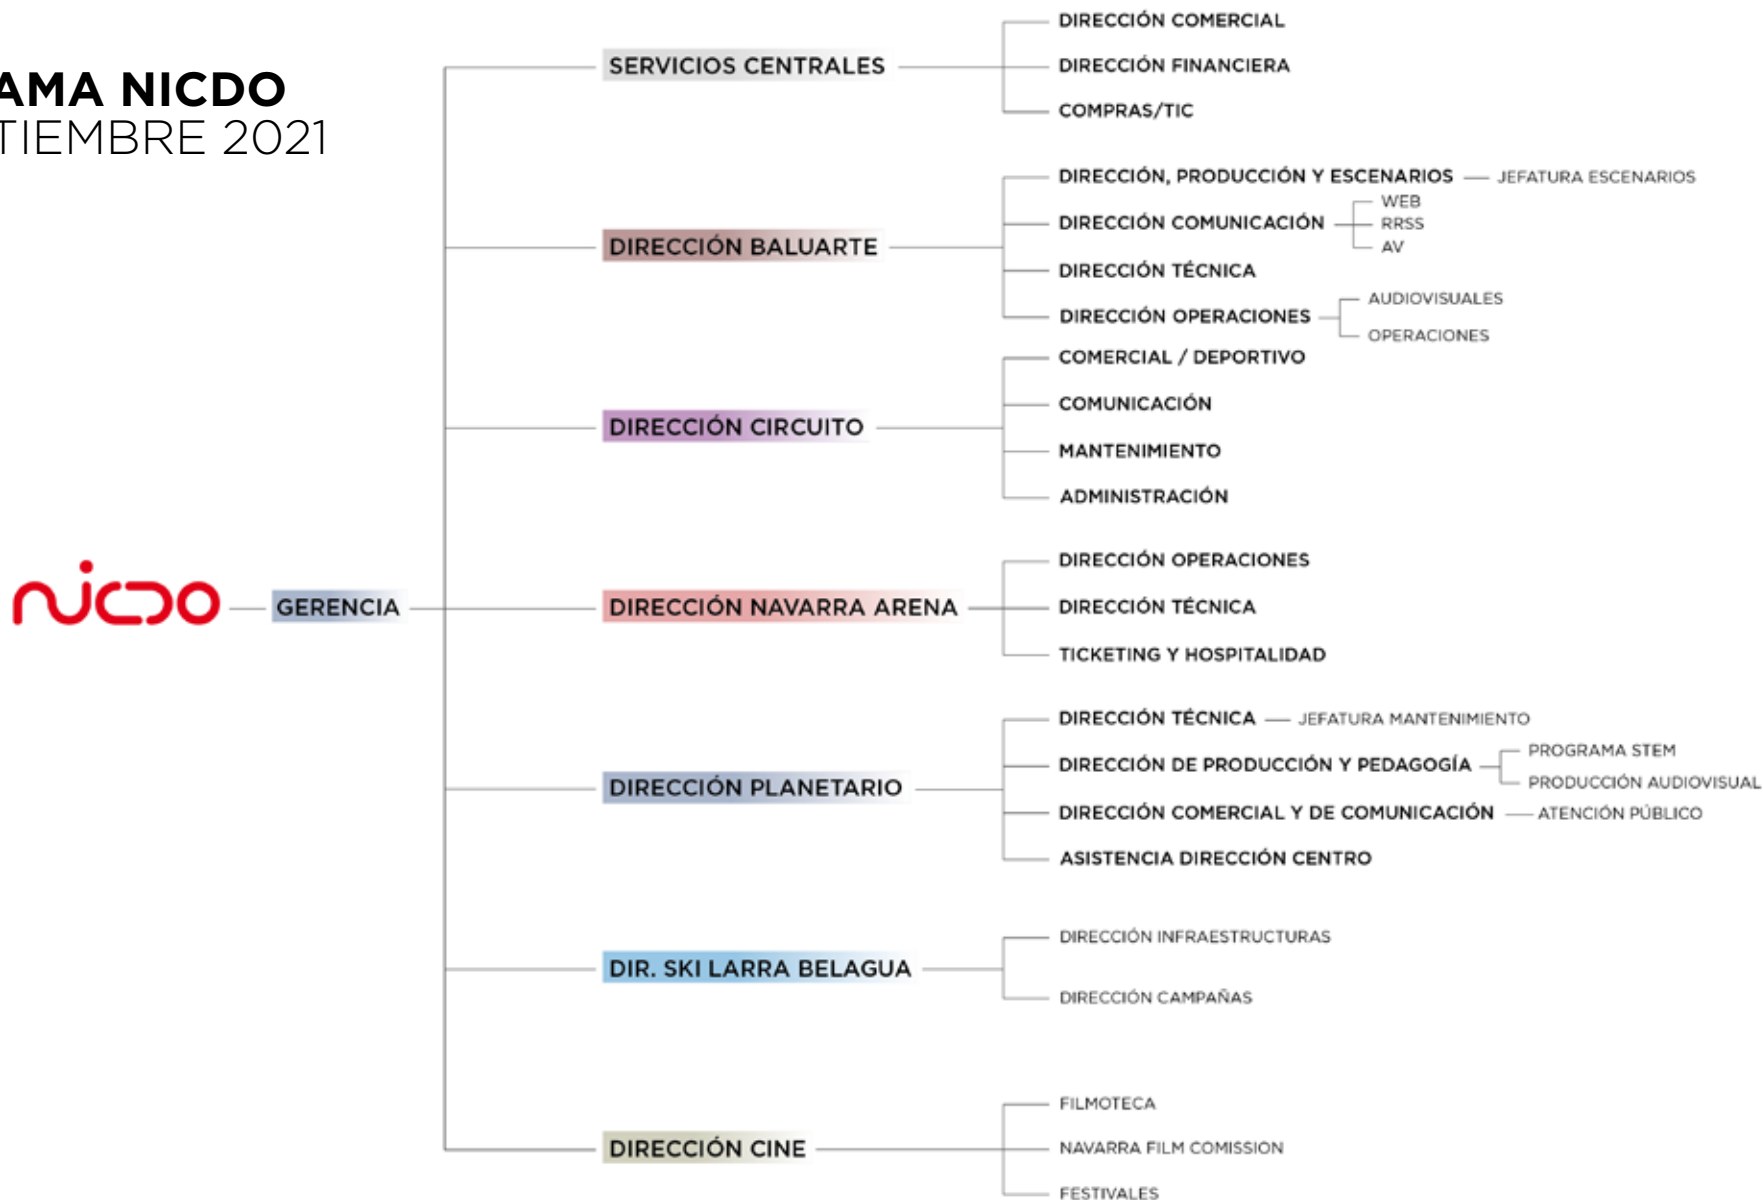 AMA NICDO
TIEMBRE 2021
nicdo
GERENCIA
SERVICIOS CENTRALES
DIRECCIÓN COMERCIAL
DIRECCIÓN FINANCIERA
COMPRAS/TIC
DIRECCIÓN BALUARTE
DIRECCIÓN, PRODUCCIÓN Y ESCENARIOS
JEFATURA ESCENARIOS
DIRECCIÓN COMUNICACIÓN
WEB
RRSS
AV
DIRECCIÓN TÉCNICA
DIRECCIÓN OPERACIONES
AUDIOVISUALES
OPERACIONES
DIRECCIÓN CIRCUITO
COMERCIAL / DEPORTIVO
COMUNICACIÓN
MANTENIMIENTO
ADMINISTRACIÓN
DIRECCIÓN NAVARRA ARENA
DIRECCIÓN OPERACIONES
DIRECCIÓN TÉCNICA
TICKETING Y HOSPITALIDAD
DIRECCIÓN PLANETARIO
DIRECCIÓN TÉCNICA
JEFATURA MANTENIMIENTO
DIRECCIÓN DE PRODUCCIÓN Y PEDAGOGÍA
PROGRAMA STEM
PRODUCCIÓN AUDIOVISUAL
DIRECCIÓN COMERCIAL Y DE COMUNICACIÓN
ATENCIÓN PÚBLICO
ASISTENCIA DIRECCIÓN CENTRO
DIR. SKI LARRA BELAGUA
DIRECCIÓN INFRAESTRUCTURAS
DIRECCIÓN CAMPAÑAS
DIRECCIÓN CINE
FILMOTECA
NAVARRA FILM COMISSION
FESTIVALES